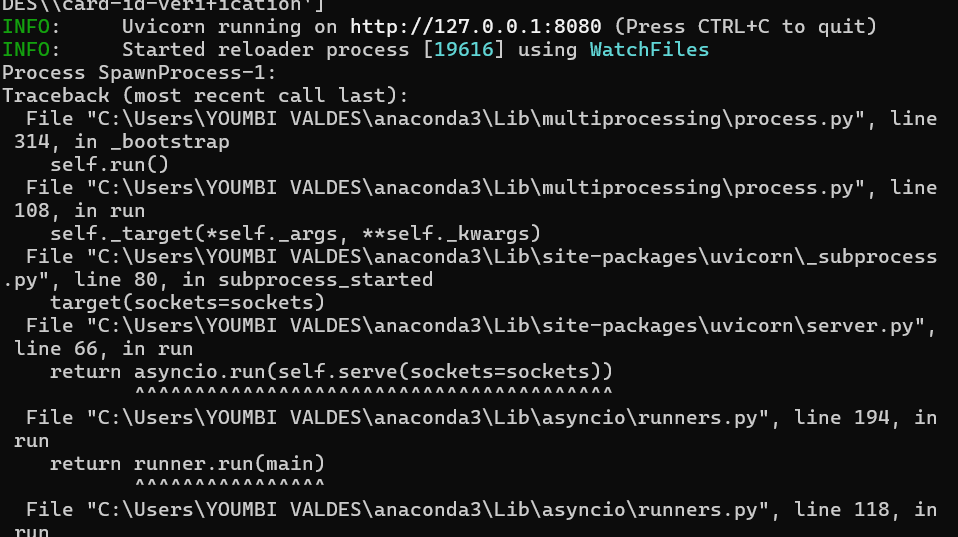 DES\\card-id-verification']
INFO:     Uvicorn running on http://127.0.0.1:8080 (Press CTRL+C to quit)
INFO:     Started reloader process [19616] using WatchFiles
Process SpawnProcess-1:
Traceback (most recent call last):
  File "C:\Users\YOUMBI VALDES\anaconda3\Lib\multiprocessing\process.py", line
 314, in _bootstrap
    self.run()
  File "C:\Users\YOUMBI VALDES\anaconda3\Lib\multiprocessing\process.py", line
 108, in run
    self._target(*self._args, **self._kwargs)
  File "C:\Users\YOUMBI VALDES\anaconda3\Lib\site-packages\uvicorn\_subprocess
.py", line 80, in subprocess_started
    target(sockets=sockets)
  File "C:\Users\YOUMBI VALDES\anaconda3\Lib\site-packages\uvicorn\server.py",
 line 66, in run
    return asyncio.run(self.serve(sockets=sockets))
           ^^^^^^^^^^^^^^^^^^^^^^^^^^^^^^^^^^^^^^^^
  File "C:\Users\YOUMBI VALDES\anaconda3\Lib\asyncio\runners.py", line 194, in
 run
    return runner.run(main)
           ^^^^^^^^^^^^^^^^
  File "C:\Users\YOUMBI VALDES\anaconda3\Lib\asyncio\runners.py", line 118, in
 run